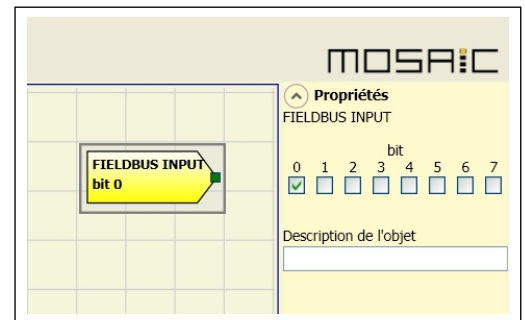 MOSAiC
Propriétés
FIELDBUS INPUT
bit
0 1 2 3 4 5 6 7
Description de l'objet
FIELDBUS INPUT
bit 0